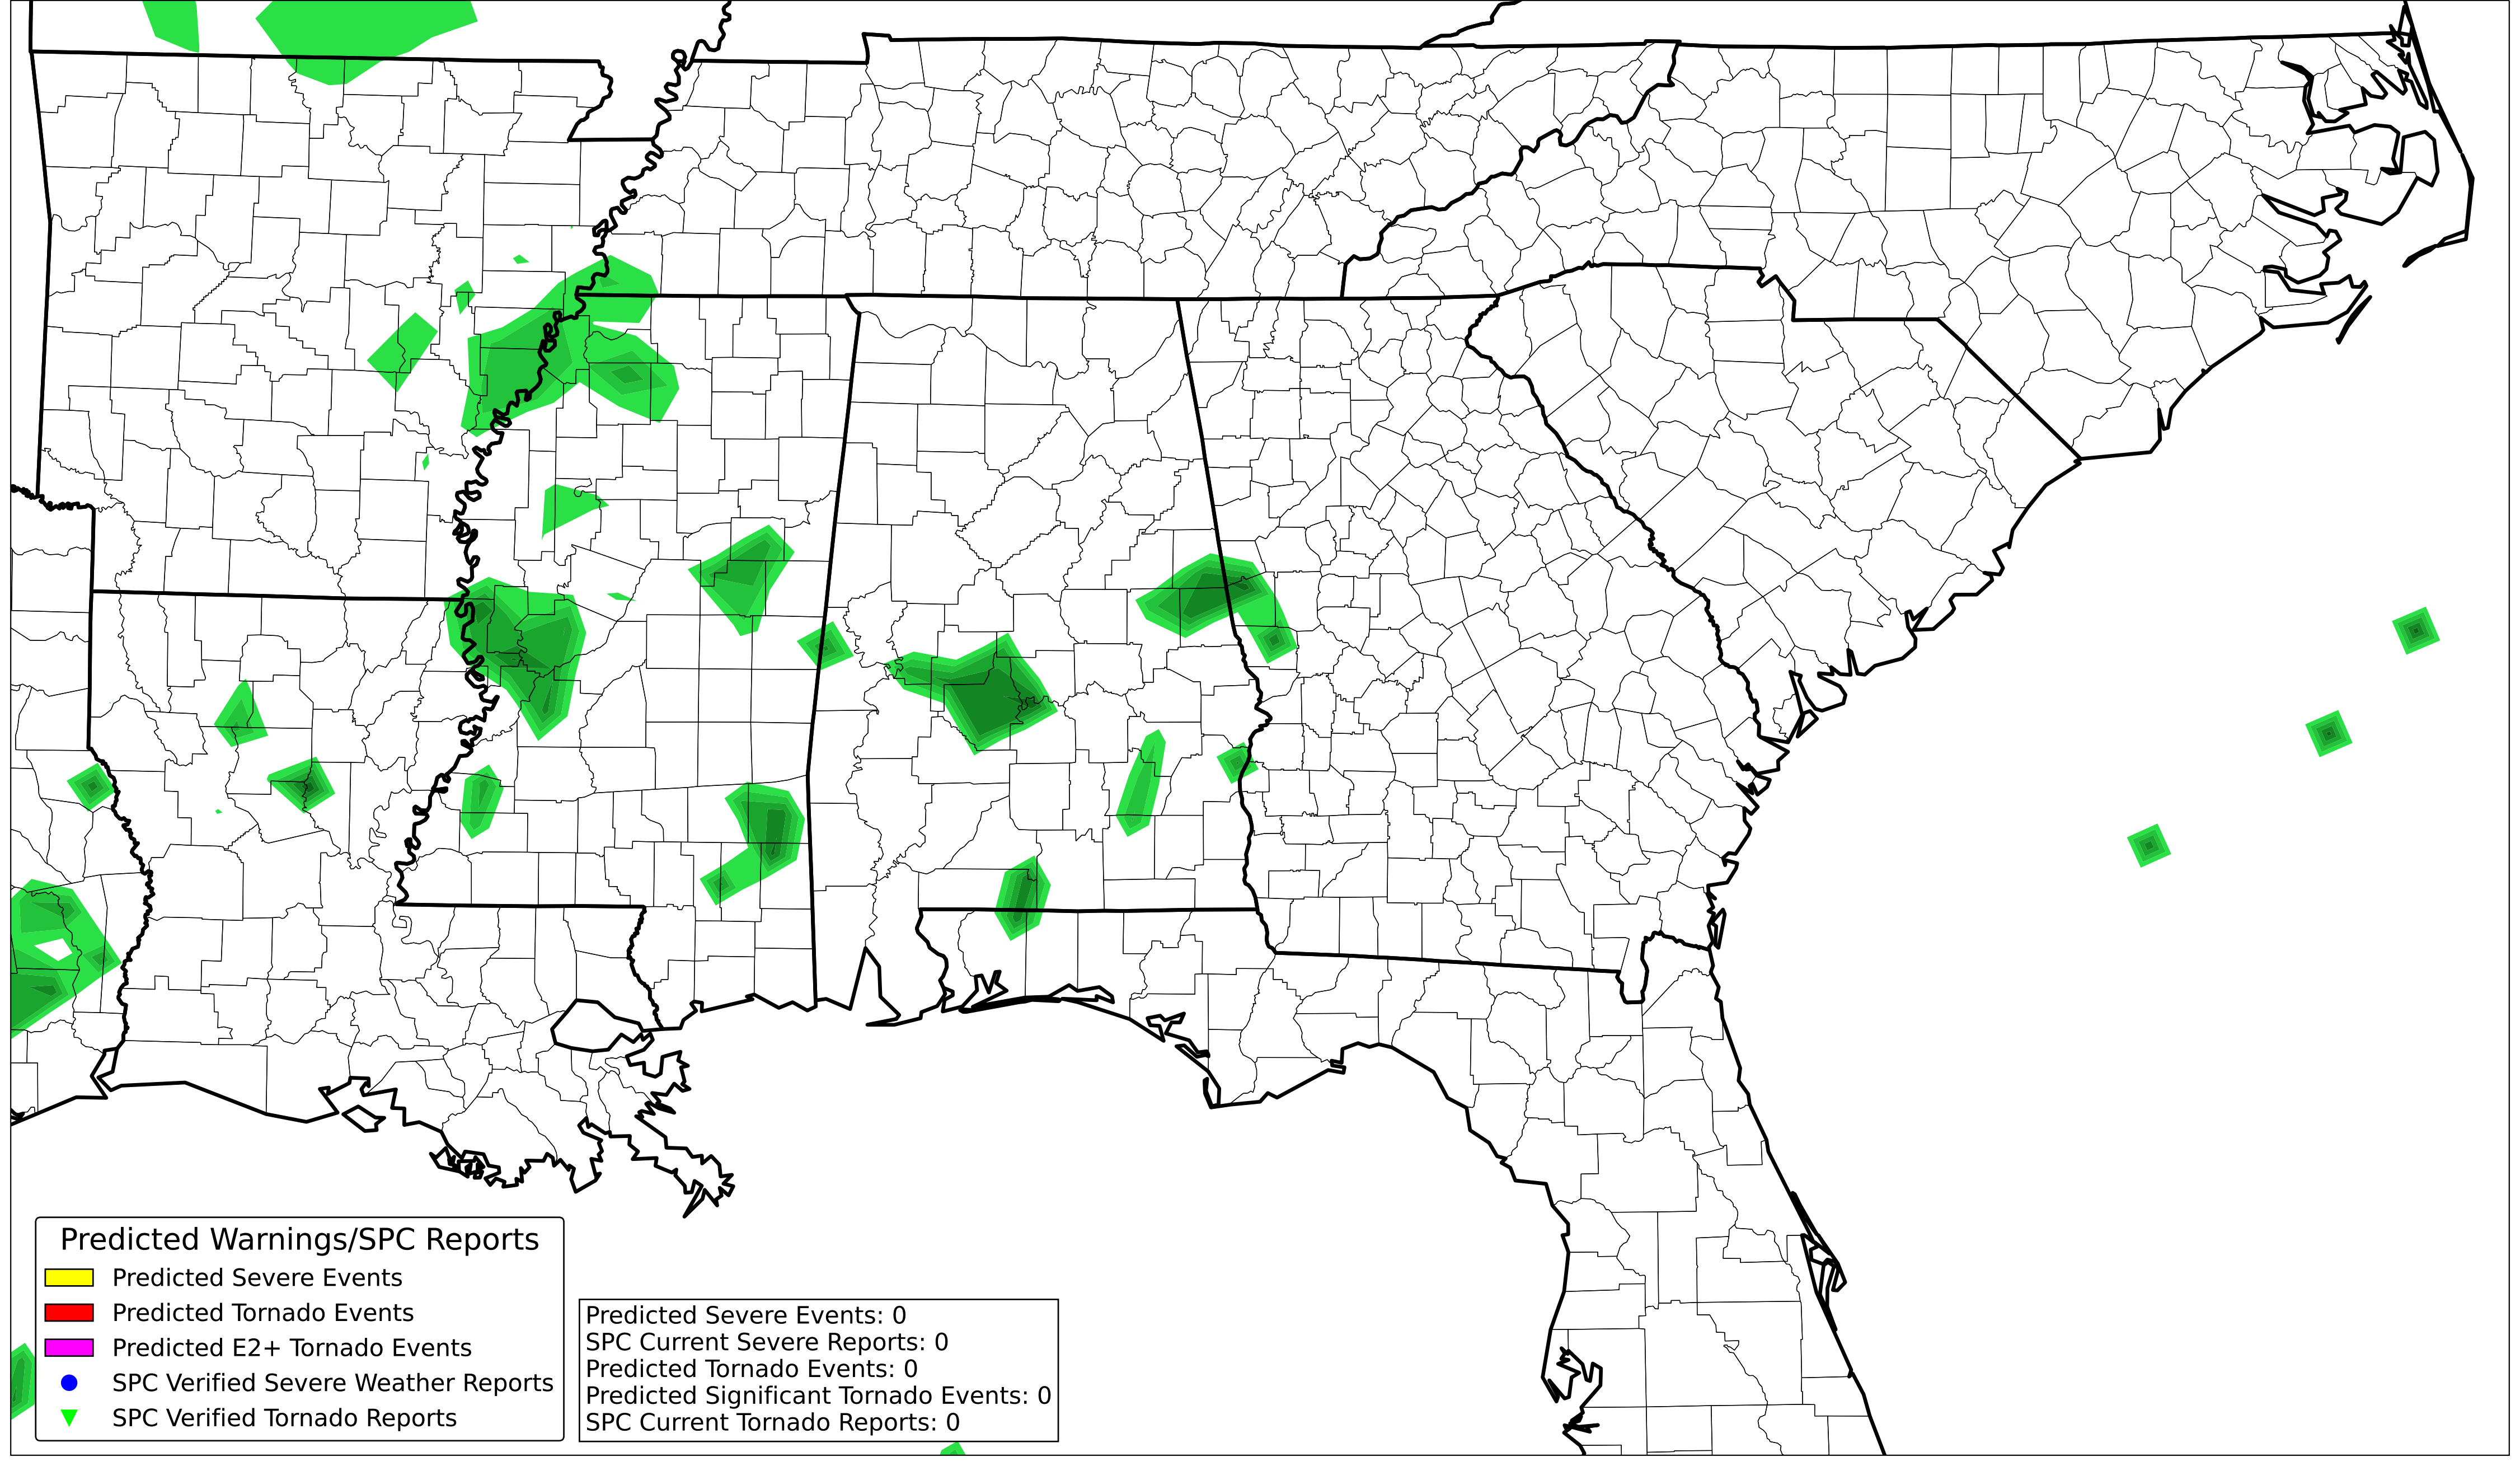 Predicted Warnings/SPC Reports
Predicted Severe Events
Predicted Tornado Events
Predicted E2+ Tornado Events
SPC Verified Severe Weather Reports
SPC Verified Tornado Reports
Predicted Severe Events: 0
SPC Current Severe Reports: 0
Predicted Tornado Events: 0
Predicted Significant Tornado Events: 0
SPC Current Tornado Reports: 0